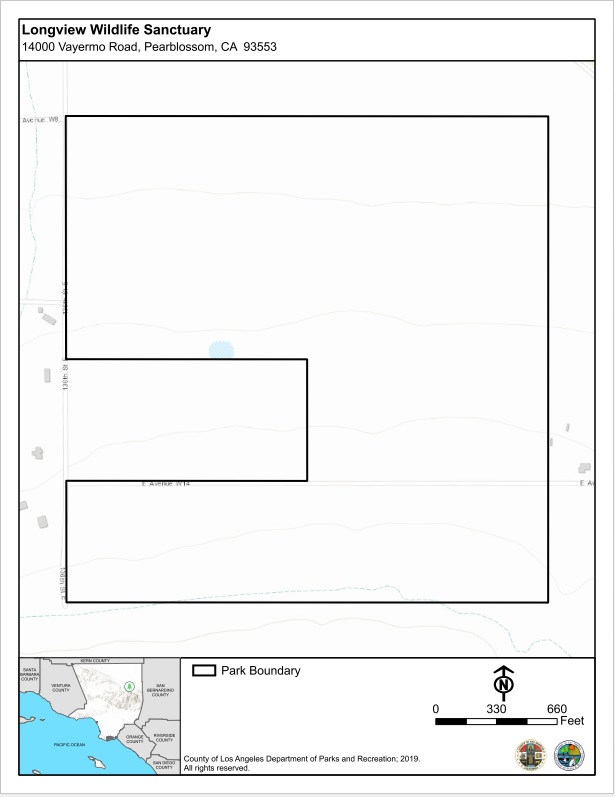 Longview Wildlife Sanctuary
14000 Vayermo Road, Pearblossom, CA 93553
Avenue W8
136th St E
136th St E
E Avenue W14
E Av
136th St E
KERN COUNTY
SANTA
BARBARA
COUNTY
VENTURA
COUNTY
SAN
BERNARDINO
COUNTY
ORANGE
COUNTY
RIVERSIDE
COUNTY
SAN DIEGO
COUNTY
PACIFIC OCEAN
Park Boundary
N
0 330 660
Feet
County of Los Angeles Department of Parks and Recreation; 2019.
All rights reserved.